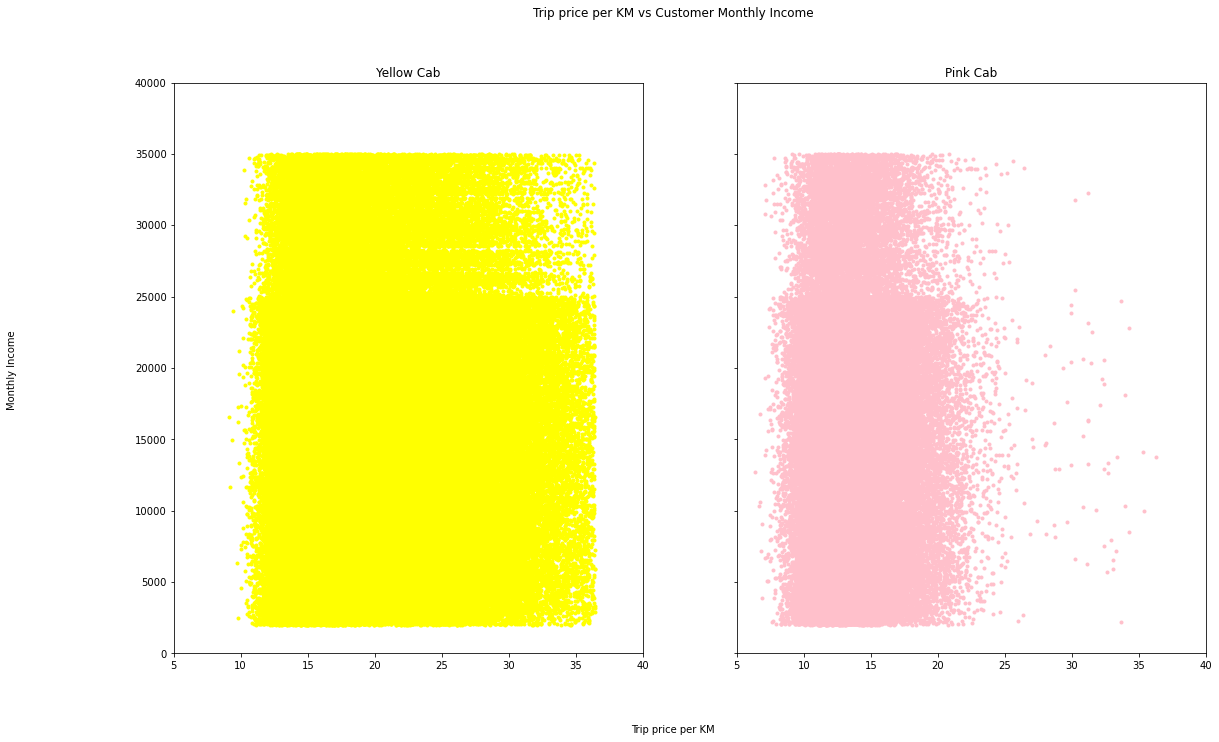 Trip price per KM vs Customer Monthly Income
Yellow Cab
Pink Cab
40000
35000
30000
25000
20000
15000
10000
5000
0
Monthly Income
5 10 15 20 25 30 35 40
5 10 15 20 25 30 35 40
Trip price per KM